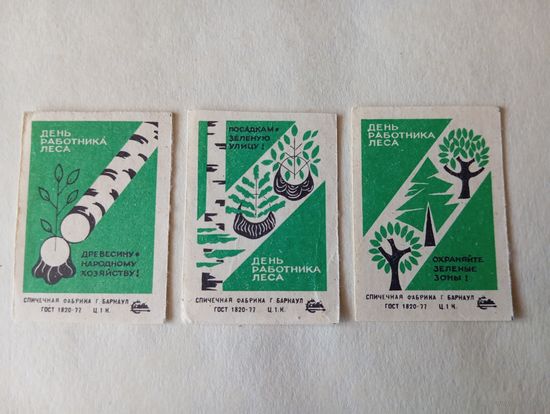 ДЕНЬ
РАБОТНИКА
ЛЕСА
ДРЕВЕСИНУ-
НАРОДНОМУ
ХОЗЯЙСТВУ!
СПИЧЕЧНАЯ ФАБРИКА Г. БАРНАУЛ
ГОСТ 1820-77 Ц. 1 К.
ПОСАДКАМ-
ЗЕЛЕНУЮ
УЛИЦУ!
ДЕНЬ
РАБОТНИКА
ЛЕСА
СПИЧЕЧНАЯ ФАБРИКА Г. БАРНАУЛ
ГОСТ 1820-77 Ц. 1 К.
ДЕНЬ
РАБОТНИКА
ЛЕСА
ОХРАНЯЙТЕ
ЗЕЛЕНЫЕ
ЗОНЫ!
СПИЧЕЧНАЯ ФАБРИКА Г. БАРНАУЛ
ГОСТ 1820-77 Ц. 1 К.